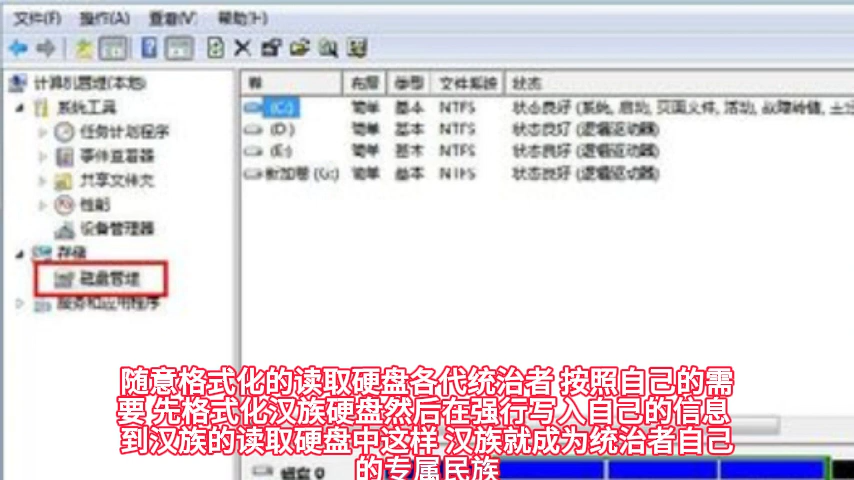 文件(F) 操作(A) 查看(V) 帮助(H)
计算机管理(本地)
系统工具
任务计划程序
事件查看器
共享文件夹
性能
设备管理器
存储
磁盘管理
服务和应用程序
卷 布局 类型 文件系统 状态
(C:) 简单 基本 NTFS 状态良好 (系统, 启动, 页面文件, 活动, 故障转储, 主分
(D:) 简单 基本 NTFS 状态良好 (逻辑驱动器)
(E:) 简单 基本 NTFS 状态良好 (逻辑驱动器)
新加卷 (G:) 简单 基本 NTFS 状态良好 (逻辑驱动器)
随意格式化的读取硬盘各代统治者 按照自己的需
要 先格式化汉族硬盘然后在强行写入自己的信息
到汉族的读取硬盘中这样 汉族就成为统治者自己
的专属民族
磁盘 0